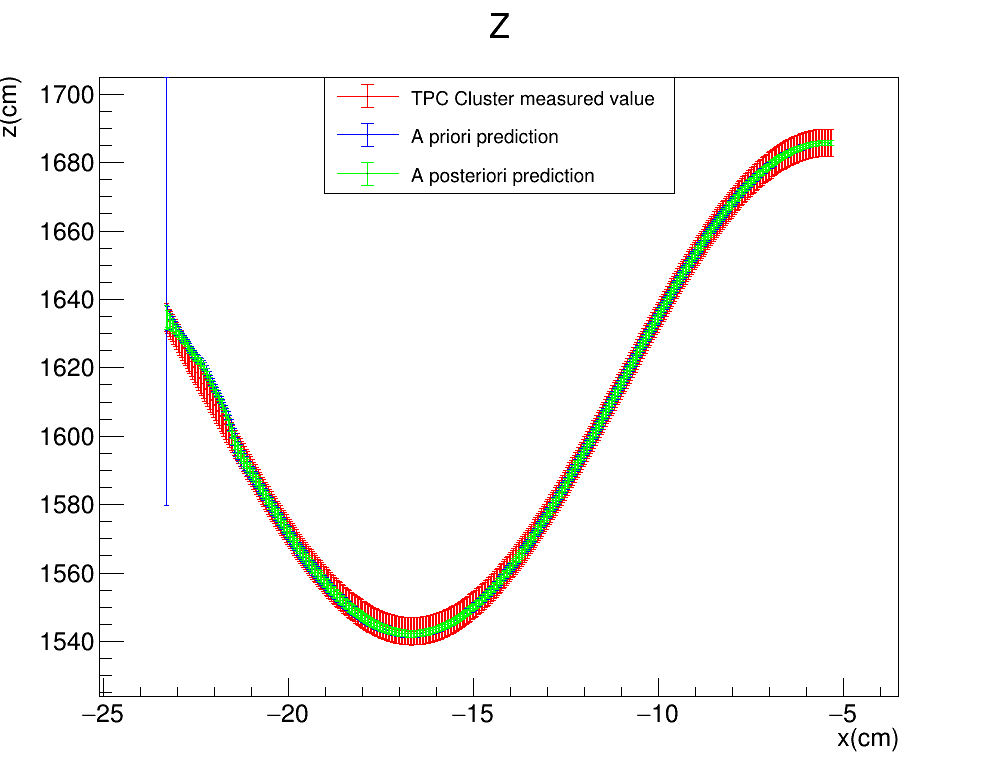 Z
z(cm)
1700
1680
1660
1640
1620
1600
1580
1560
1540
TPC Cluster measured value
A priori prediction
A posteriori prediction
−25
−20
−15
−10
−5
x(cm)